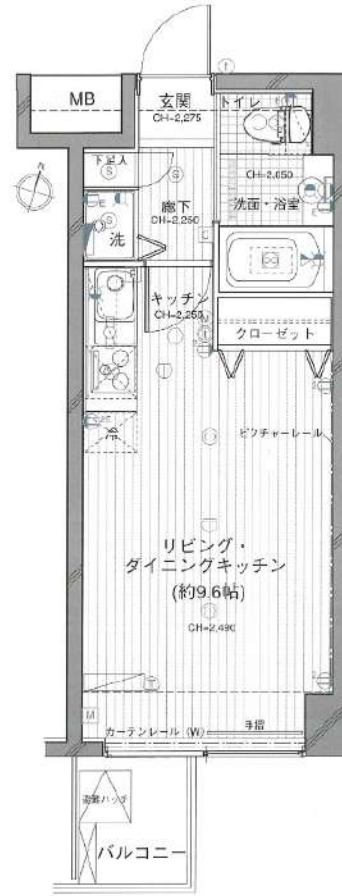 MB
玄関
CH=2,275
トイレ
下足入
廊下
CH=2,250
CH=2,050
洗面・浴室
洗
キッチン
CH=2,250
クローゼット
冷
ピクチャーレール
リビング・
ダイニングキッチン
(約9.6帖)
CH=2,490
M
カーテンレール (W)
手摺
避難ハッチ
バルコニー